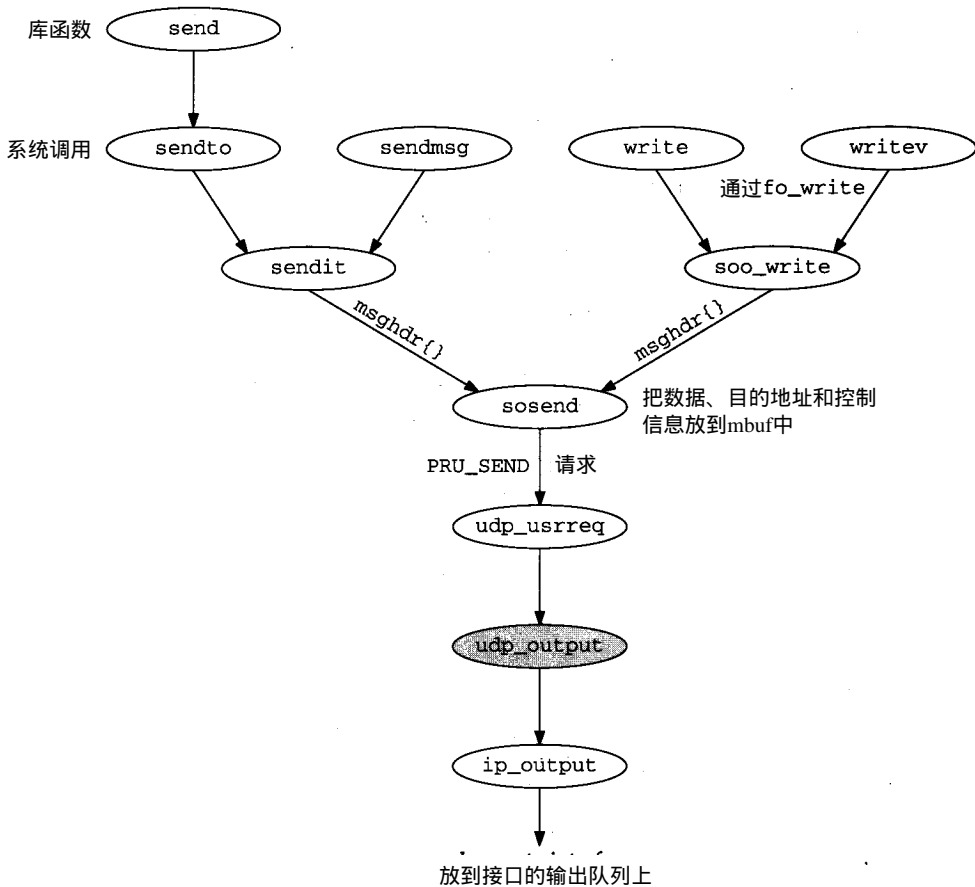 库函数
send
系统调用
sendto
sendmsg
write
writev
通过fo_write
sendit
soo_write
msghdr{}
msghdr{}
sosend
把数据、目的地址和控制
信息放到mbuf中
PRU_SEND 请求
udp_usrreq
udp_output
ip_output
放到接口的输出队列上